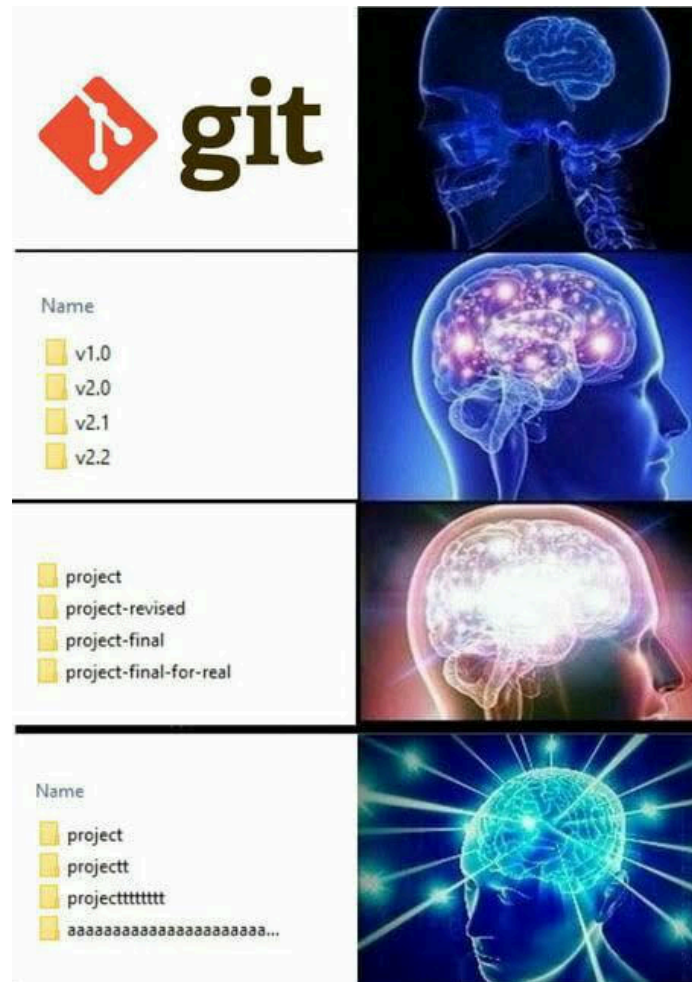 git
Name
v1.0
v2.0
v2.1
v2.2
project
project-revised
project-final
project-final-for-real
Name
project
projectt
projectttttttt
aaaaaaaaaaaaaaaaaaaaaa...